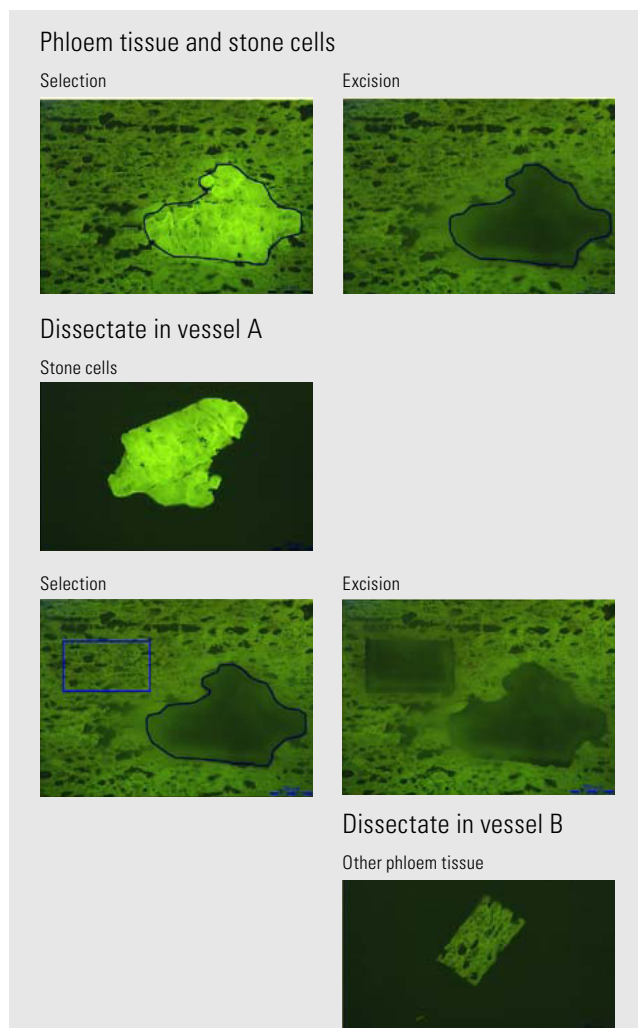 Phloem tissue and stone cells
Selection
Excision
Dissectate in vessel A
Stone cells
Selection
Excision
Dissectate in vessel B
Other phloem tissue